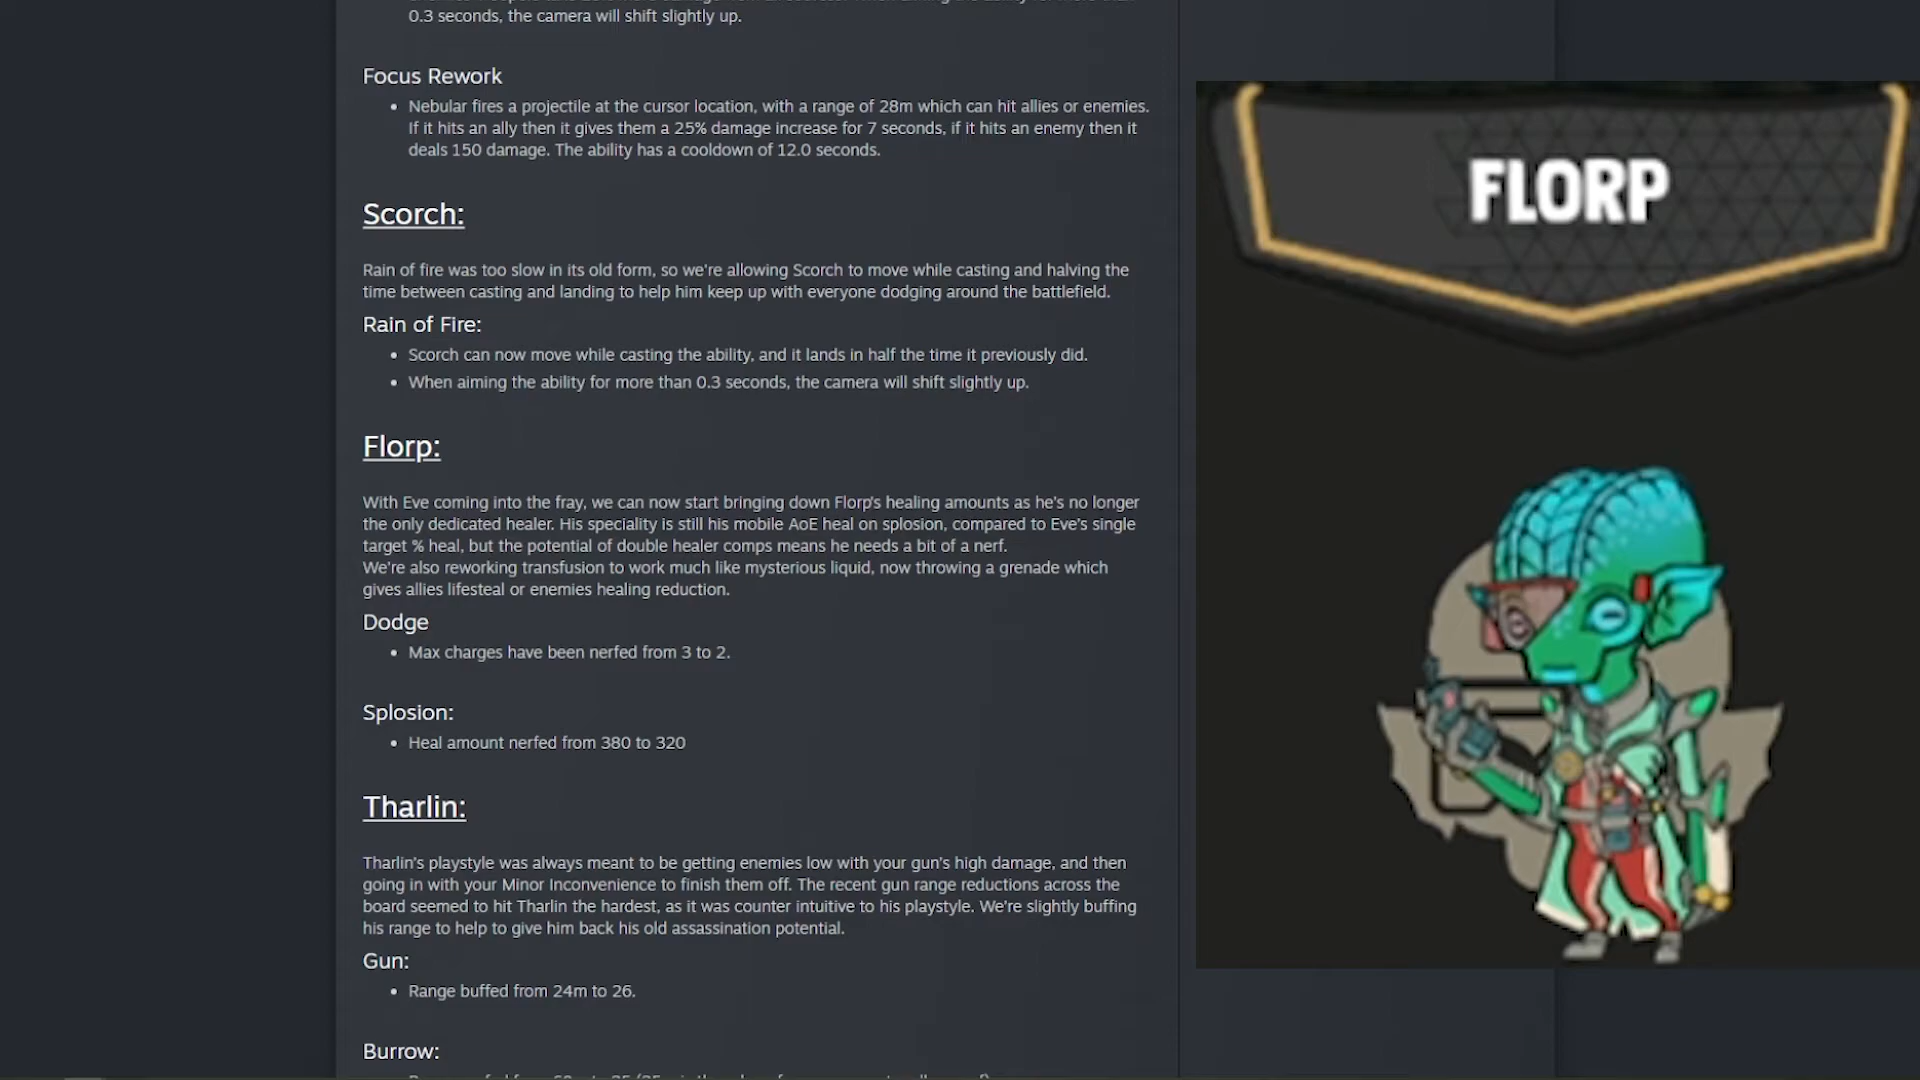 0.3 seconds, the camera will shift slightly up.
Focus Rework
• Nebular fires a projectile at the cursor location, with a range of 28m which can hit allies or enemies.
If it hits an ally then it gives them a 25% damage increase for 7 seconds, if it hits an enemy then it
deals 150 damage. The ability has a cooldown of 12.0 seconds.
Scorch:
Rain of fire was too slow in its old form, so we're allowing Scorch to move while casting and halving the
time between casting and landing to help him keep up with everyone dodging around the battlefield.
Rain of Fire:
• Scorch can now move while casting the ability, and it lands in half the time it previously did.
• When aiming the ability for more than 0.3 seconds, the camera will shift slightly up.
Florp:
With Eve coming into the fray, we can now start bringing down Florp's healing amounts as he's no longer
the only dedicated healer. His speciality is still his mobile AoE heal on splosion, compared to Eve's single
target % heal, but the potential of double healer comps means he needs a bit of a nerf.
We're also reworking transfusion to work much like mysterious liquid, now throwing a grenade which
gives allies lifesteal or enemies healing reduction.
Dodge
• Max charges have been nerfed from 3 to 2.
Splosion:
• Heal amount nerfed from 380 to 320
Tharlin:
Tharlin's playstyle was always meant to be getting enemies low with your gun's high damage, and then
going in with your Minor Inconvenience to finish them off. The recent gun range reductions across the
board seemed to hit Tharlin the hardest, as it was counter intuitive to his playstyle. We're slightly buffing
his range to help to give him back his old assassination potential.
Gun:
• Range buffed from 24m to 26.
Burrow:
FLORP